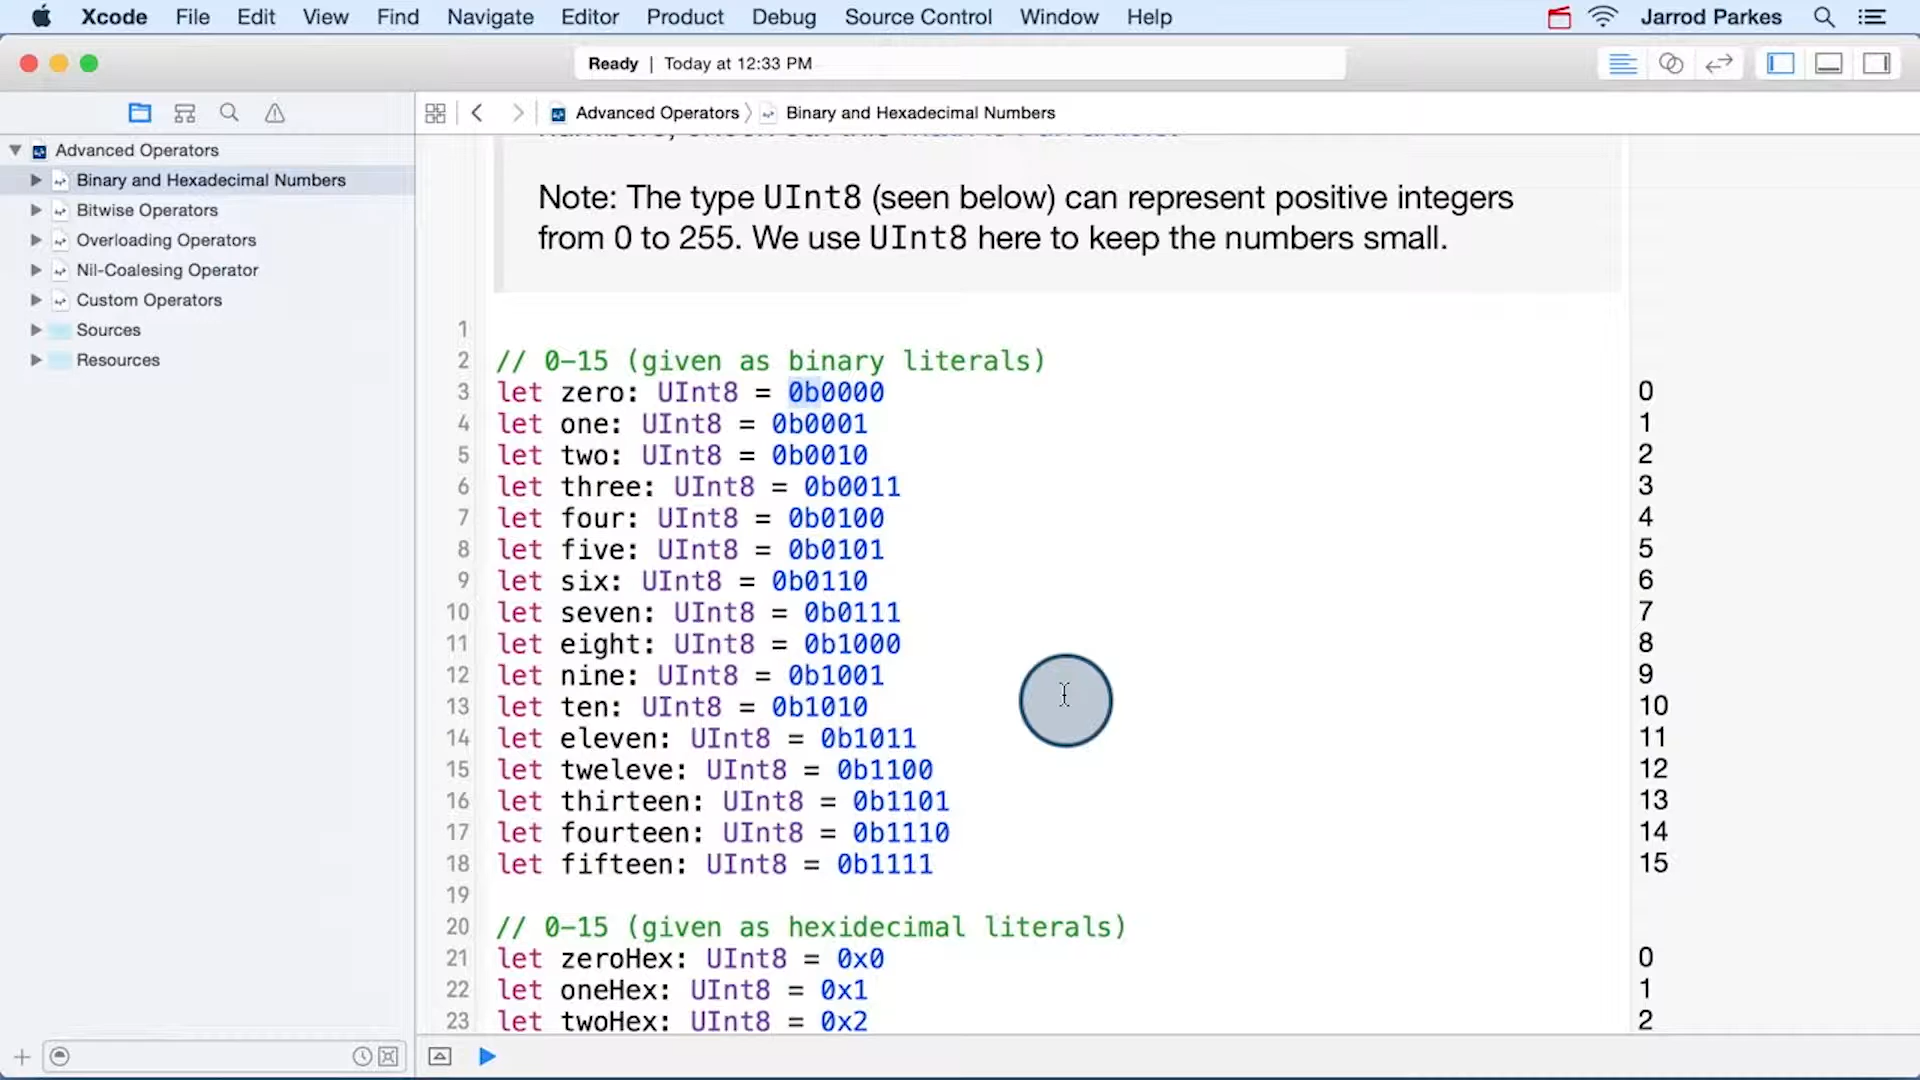 Xcode File Edit View Find Navigate Editor Product Debug Source Control Window Help Jarrod Parkes
Ready | Today at 12:33 PM
Advanced Operators Binary and Hexadecimal Numbers
Advanced Operators
Binary and Hexadecimal Numbers
Bitwise Operators
Overloading Operators
Nil-Coalesing Operator
Custom Operators
Sources
Resources
Note: The type UInt8 (seen below) can represent positive integers
from 0 to 255. We use UInt8 here to keep the numbers small.
1
2 // 0-15 (given as binary literals)
3 let zero: UInt8 = 0b0000 0
4 let one: UInt8 = 0b0001 1
5 let two: UInt8 = 0b0010 2
6 let three: UInt8 = 0b0011 3
7 let four: UInt8 = 0b0100 4
8 let five: UInt8 = 0b0101 5
9 let six: UInt8 = 0b0110 6
10 let seven: UInt8 = 0b0111 7
11 let eight: UInt8 = 0b1000 8
12 let nine: UInt8 = 0b1001 9
13 let ten: UInt8 = 0b1010 10
14 let eleven: UInt8 = 0b1011 11
15 let tweleve: UInt8 = 0b1100 12
16 let thirteen: UInt8 = 0b1101 13
17 let fourteen: UInt8 = 0b1110 14
18 let fifteen: UInt8 = 0b1111 15
19
20 // 0-15 (given as hexidecimal literals)
21 let zeroHex: UInt8 = 0x0 0
22 let oneHex: UInt8 = 0x1 1
23 let twoHex: UInt8 = 0x2 2